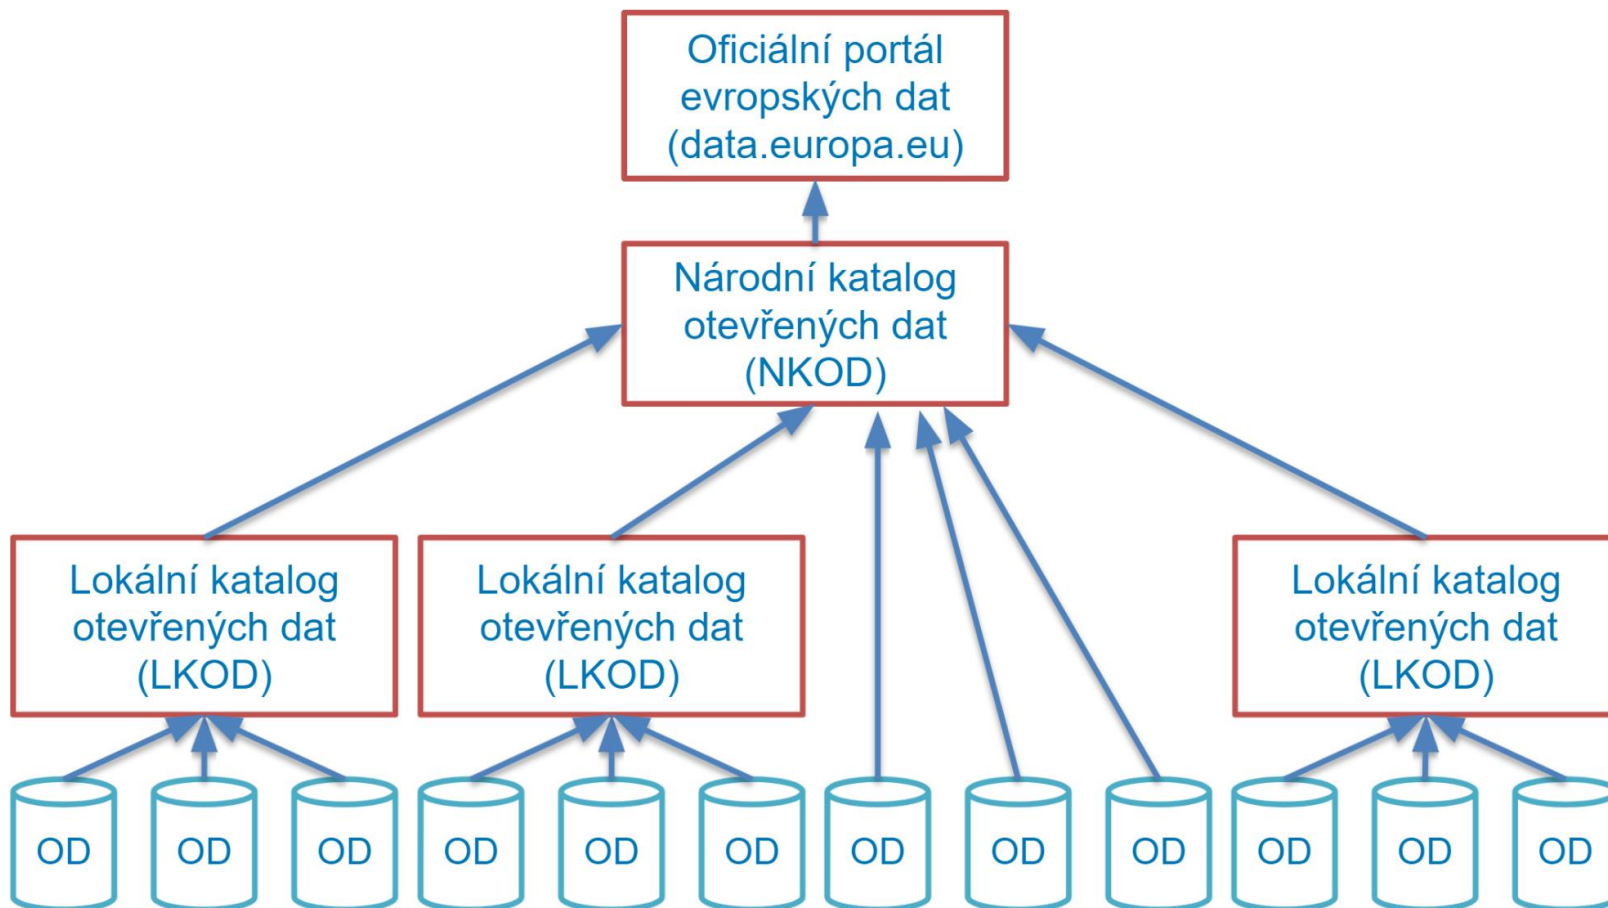 Oficiální portál
evropských dat
(data.europa.eu)
Národní katalog
otevřených dat
(NKOD)
Lokální katalog
otevřených dat
(LKOD)
Lokální katalog
otevřených dat
(LKOD)
Lokální katalog
otevřených dat
(LKOD)
OD
OD
OD
OD
OD
OD
OD
OD
OD
OD
OD
OD